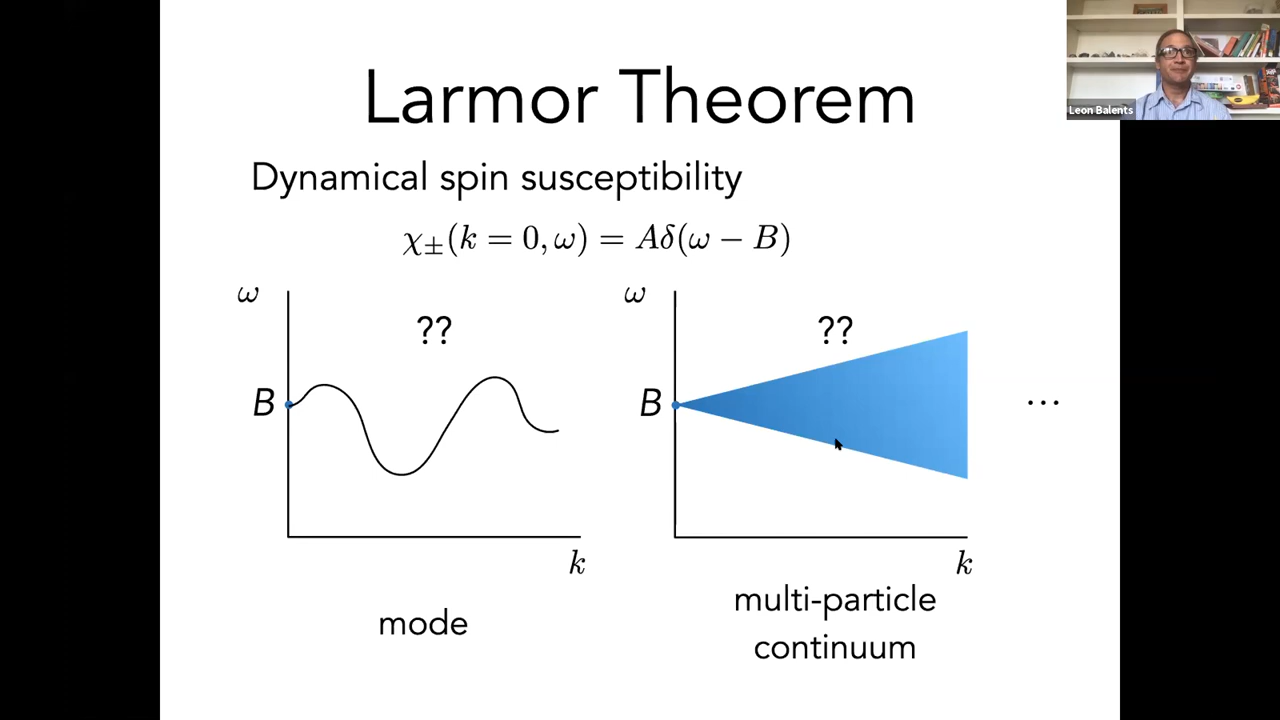 Larmor Theorem
Leon Balents
Dynamical spin susceptibility
χ±(k = 0, ω) = Aδ(ω − B)
ω
??
B
k
mode
ω
??
B
k
multi-particle
continuum
...